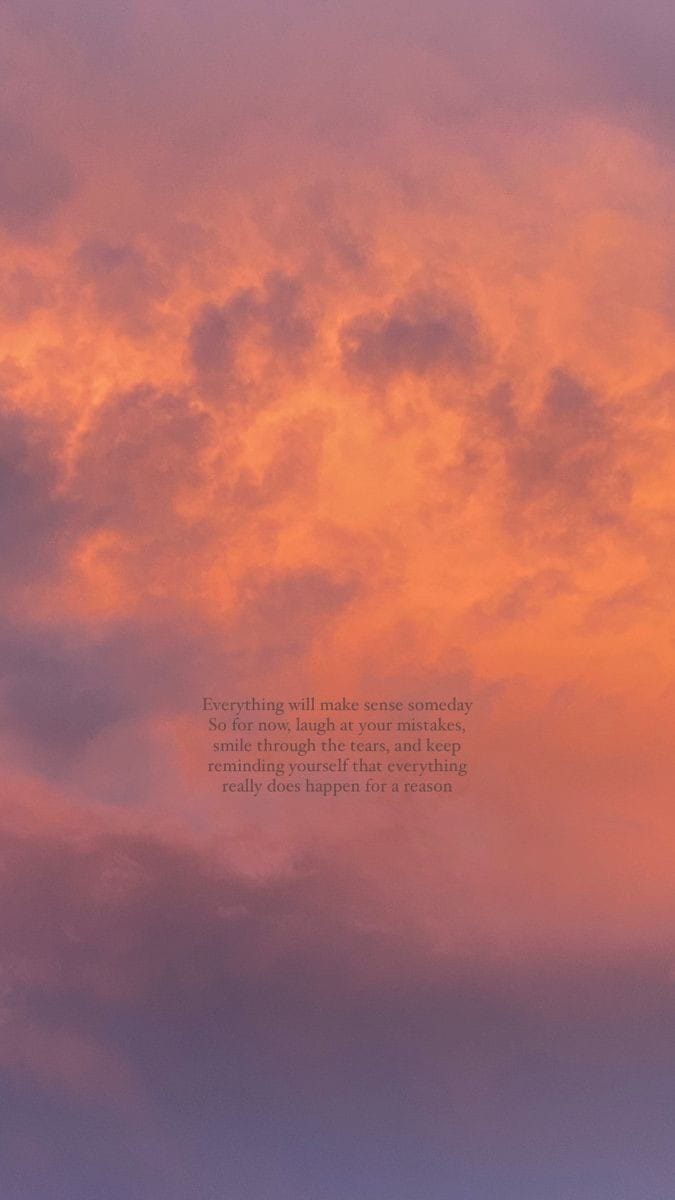 Everything will make sense someday
So for now, laugh at your mistakes,
smile through the tears, and keep
reminding yourself that everything
really does happen for a reason